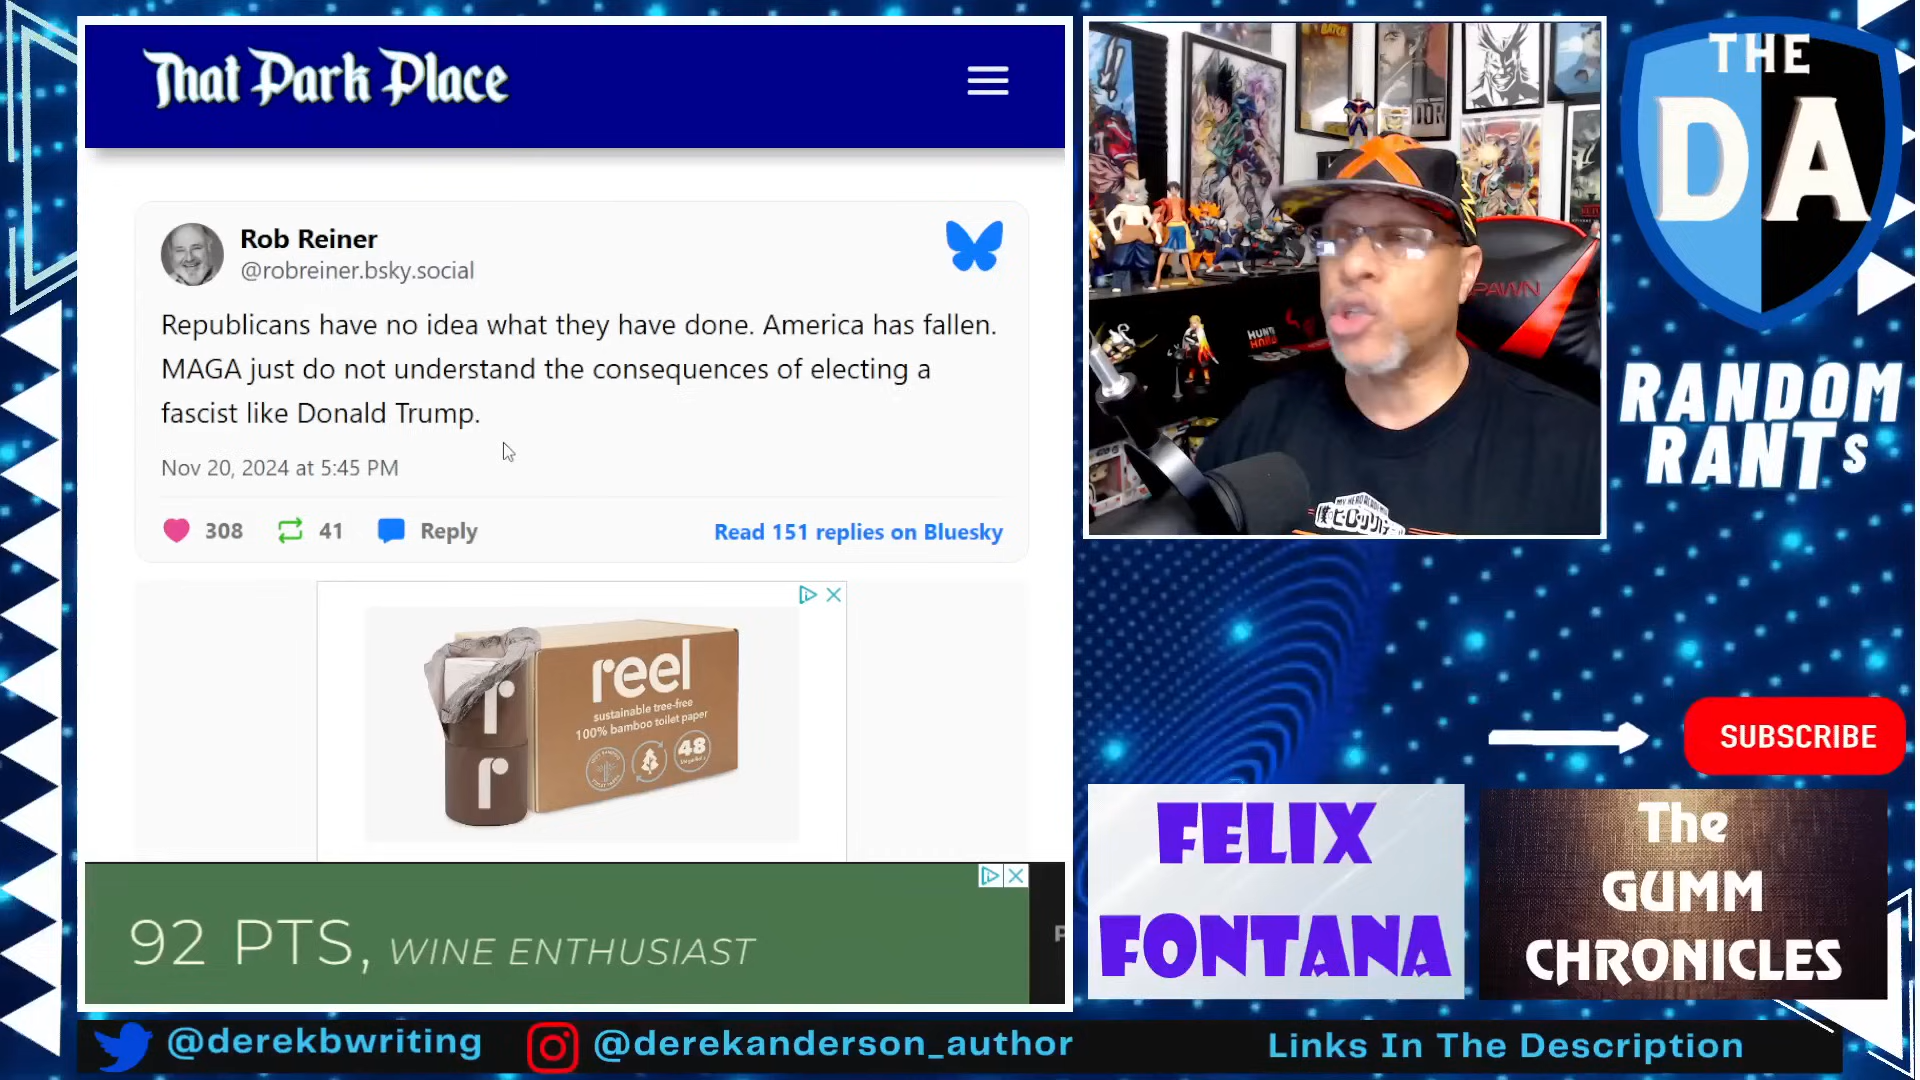 That Park Place
Rob Reiner
@robreiner.bsky.social
Republicans have no idea what they have done. America has fallen.
MAGA just do not understand the consequences of electing a
fascist like Donald Trump.
Nov 20, 2024 at 5:45 PM
308
41
Reply
Read 151 replies on Bluesky
reel
sustainable tree-free
100% bamboo toilet paper
48
r
r
92 PTS, WINE ENTHUSIAST
SPAWN
THE
DA
RANDOM
RANTS
SUBSCRIBE
FELIX
FONTANA
The
GUMM
CHRONICLES
@derekbwriting
@derekanderson_author
Links In The Description